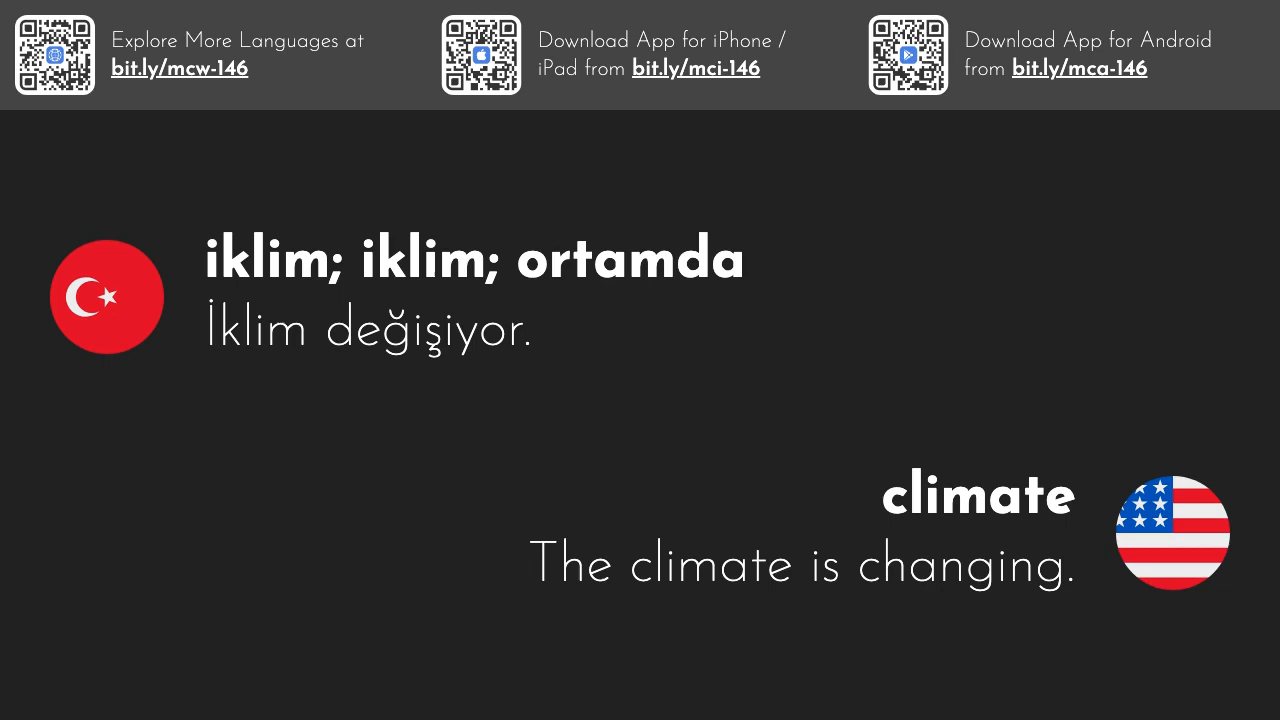 Explore More Languages at
bit.ly/mcw-146
Download App for iPhone /
iPad from bit.ly/mci-146
Download App for Android
from bit.ly/mca-146
iklim; iklim; ortamda
İklim değişiyor.
climate
The climate is changing.